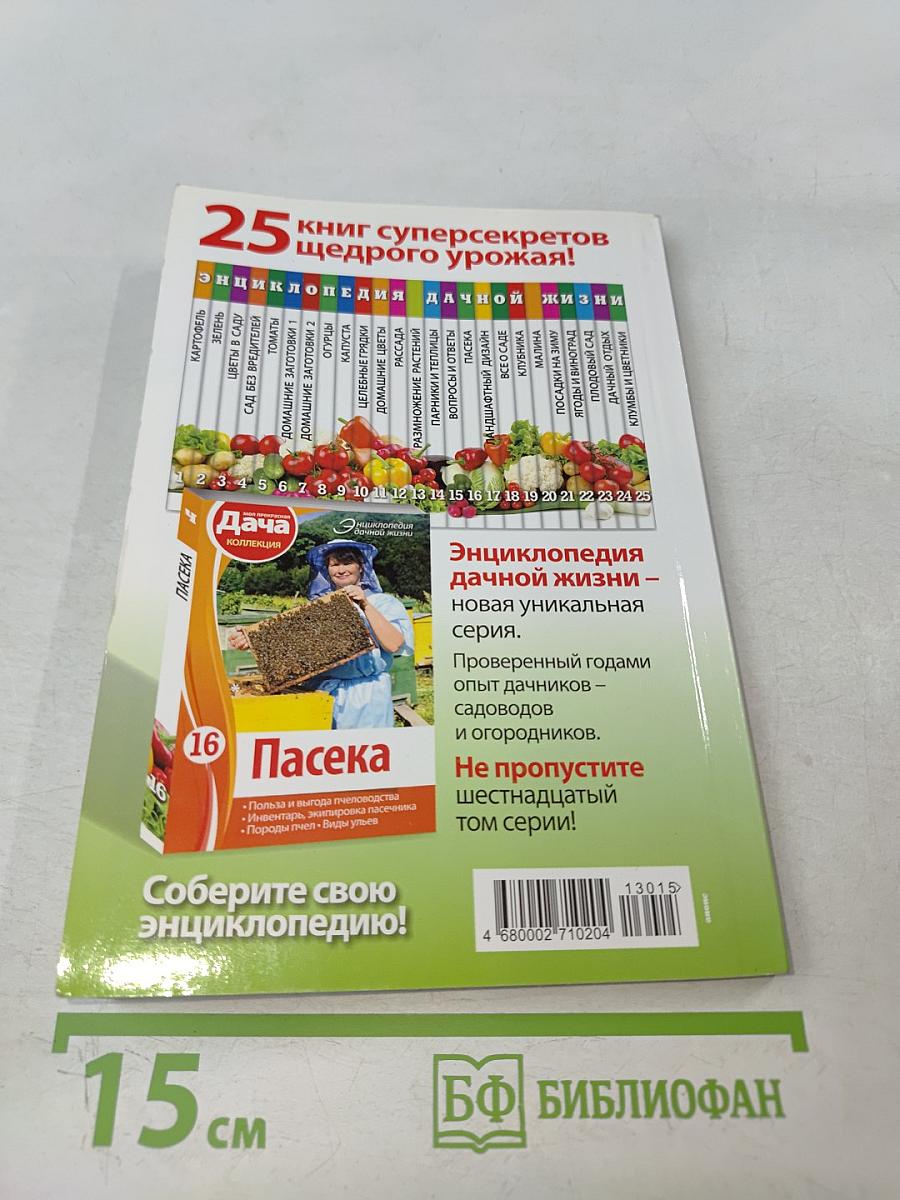 25 книг суперсекретов
щедрого урожая!
ЭНЦИКЛОПЕДИЯ ДАЧНОЙ ЖИЗНИ
КАРТОФЕЛЬ
ЗЕЛЕНЬ
ЦВЕТЫ В САДУ
САД БЕЗ ВРЕДИТЕЛЕЙ
ТОМАТЫ
ДОМАШНИЕ ЗАГОТОВКИ 1
ДОМАШНИЕ ЗАГОТОВКИ 2
ОГУРЦЫ
КАПУСТА
ЦЕЛЕБНЫЕ ГРЯДКИ
ДОМАШНИЕ ЦВЕТЫ
РАССАДА
РАЗМНОЖЕНИЕ РАСТЕНИЙ
ПАРНИКИ И ТЕПЛИЦЫ
ВОПРОСЫ И ОТВЕТЫ
ПАСЕКА
ЛАНДШАФТНЫЙ ДИЗАЙН
ВСЕ О САДЕ
КЛУБНИКА
МАЛИНА
ПОСАДКИ НА ЗИМУ
ЯГОДЫ И ВИНОГРАД
ПЛОДОВЫЙ САД
ДАЧНЫЙ ОТДЫХ
КЛУМБЫ И ЦВЕТНИКИ
1 2 3 4 5 6 7 8 9 10 11 12 13 14 15 16 17 18 19 20 21 22 23 24 25
Ч
ПАСЕКА
16
моя прекрасная
Дача
КОЛЛЕКЦИЯ
Энциклопедия
дачной жизни
16
Пасека
• Польза и выгода пчеловодства
• Инвентарь, экипировка пасечника
• Породы пчел • Виды ульев
Энциклопедия
дачной жизни –
новая уникальная
серия.
Проверенный годами
опыт дачников –
садоводов
и огородников.
Не пропустите
шестнадцатый
том серии!
Соберите свою
энциклопедию!
13015>
4 680002 710204
анонс
15 см
БФ БИБЛИОФАН